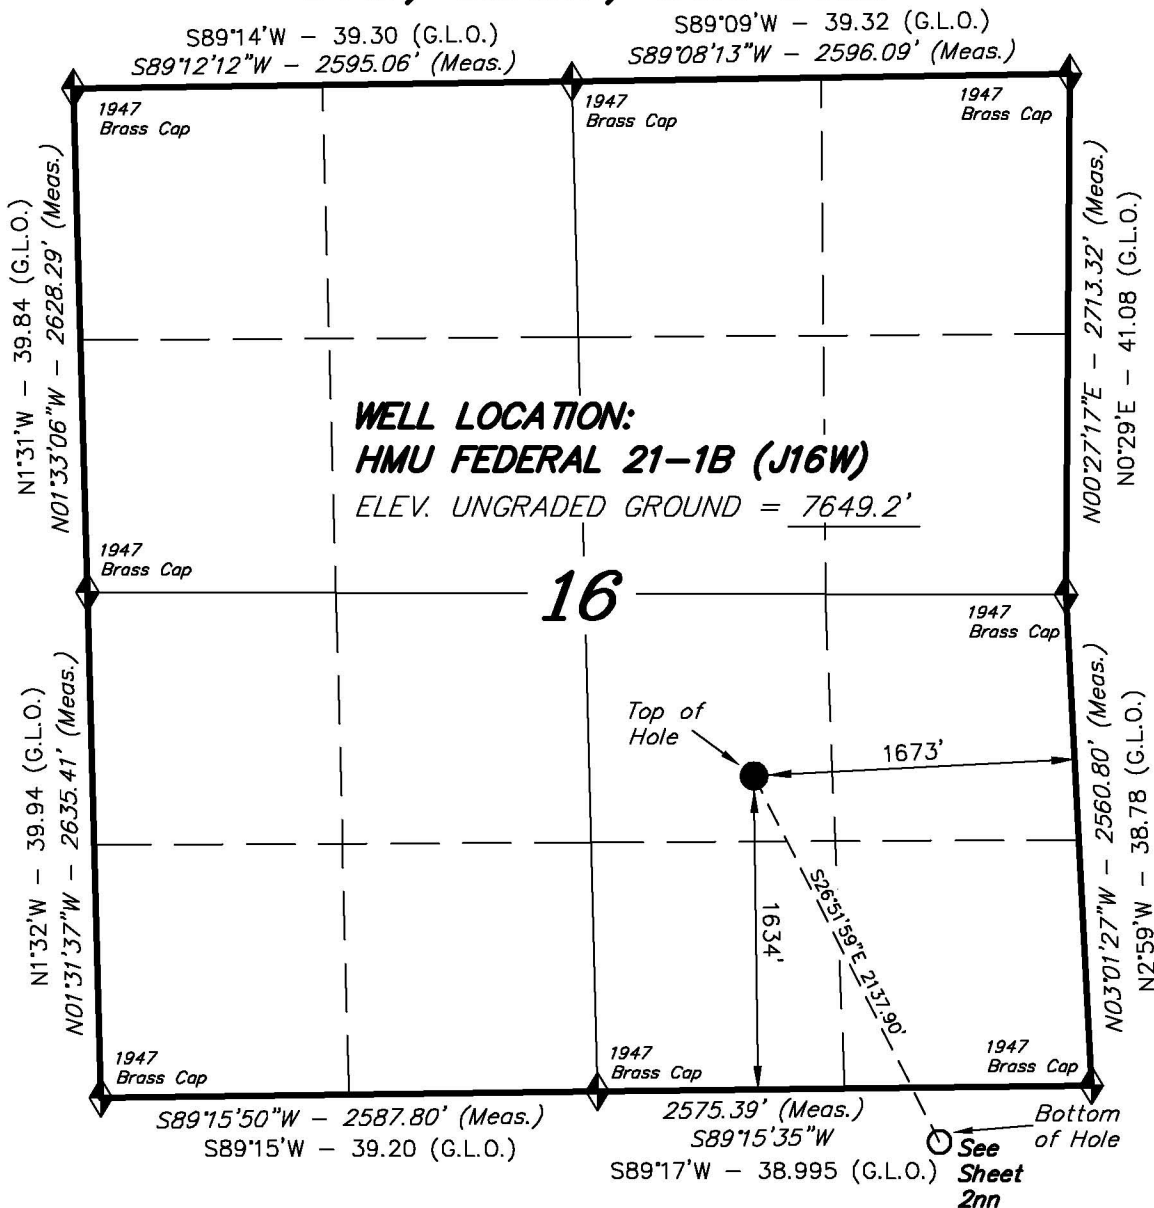 S89°14'W – 39.30 (G.L.O.)
S89°12'12"W – 2595.06' (Meas.)
S89°09'W – 39.32 (G.L.O.)
S89°08'13"W – 2596.09' (Meas.)
1947
Brass Cap
1947
Brass Cap
1947
Brass Cap
N1°31'W – 39.84 (G.L.O.)
N01°33'06"W – 2628.29' (Meas.)
N00°27'17"E – 2713.32' (Meas.)
N0°29'E – 41.08 (G.L.O.)
WELL LOCATION:
HMU FEDERAL 21–1B (J16W)
ELEV. UNGRADED GROUND = 7649.2'
1947
Brass Cap
16
1947
Brass Cap
N1°32'W – 39.94 (G.L.O.)
N01°31'37"W – 2635.41' (Meas.)
Top of
Hole
1673'
1634'
S26°51'59"E 2137.90'
N03°01'27"W – 2560.80' (Meas.)
N2°59'W – 38.78 (G.L.O.)
1947
Brass Cap
1947
Brass Cap
1947
Brass Cap
S89°15'50"W – 2587.80' (Meas.)
S89°15'W – 39.20 (G.L.O.)
2575.39' (Meas.)
S89°15'35"W
S89°17'W – 38.995 (G.L.O.)
Bottom
of Hole
See
Sheet
2nn